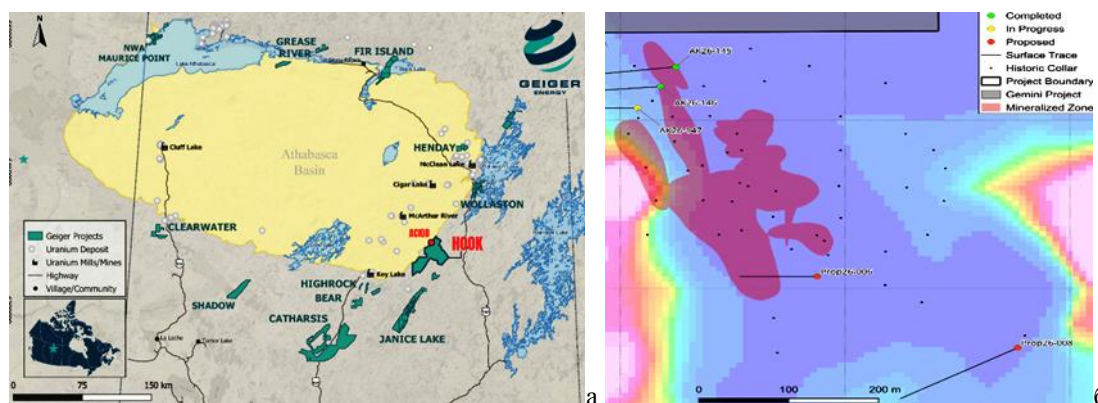 N
GREASE
RIVER
FIR ISLAND
NWA
MAURICE POINT
Lake Athabasca
GEIGER
ENERGY
Athabasca
Basin
HENDAY
Cluff Lake
McClean Lake
Cigar Lake
WOLLASTON
McArthur River
CLEARWATER
ACKIO
HOOK
Key Lake
HIGHROCK
BEAR
SHADOW
CATHARSIS
JANICE LAKE
La Loche
Turnor Lake
Geiger Projects
Uranium Deposit
Uranium Mills/Mines
Highway
Village/Community
0 75 150 km
а
Completed
In Progress
Proposed
Surface Trace
Historic Collar
Project Boundary
Gemini Project
Mineralized Zone
AK26-145
AK26-146
AK26-147
Prop26-006
Prop26-008
0 100 200 m
б